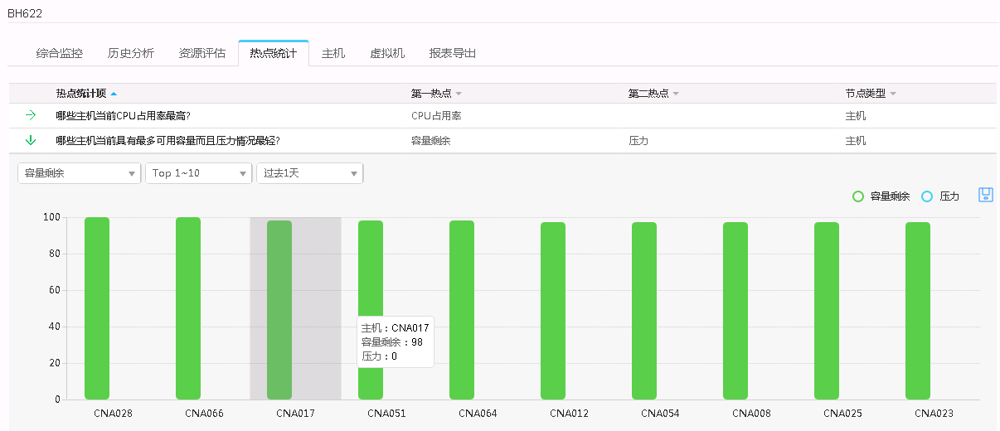 BH622
综合监控 历史分析 资源评估 热点统计 主机 虚拟机 报表导出
热点统计项 第一热点 第二热点 节点类型
哪些主机当前CPU占用率最高? CPU占用率 主机
哪些主机当前具有最多可用容量而且压力情况最轻? 容量剩余 压力 主机
容量剩余 Top 1~10 过去1天
容量剩余 压力
100
80
60
40
20
0
主机：CNA017
容量剩余：98
压力：0
CNA028 CNA066 CNA017 CNA051 CNA064 CNA012 CNA054 CNA008 CNA025 CNA023